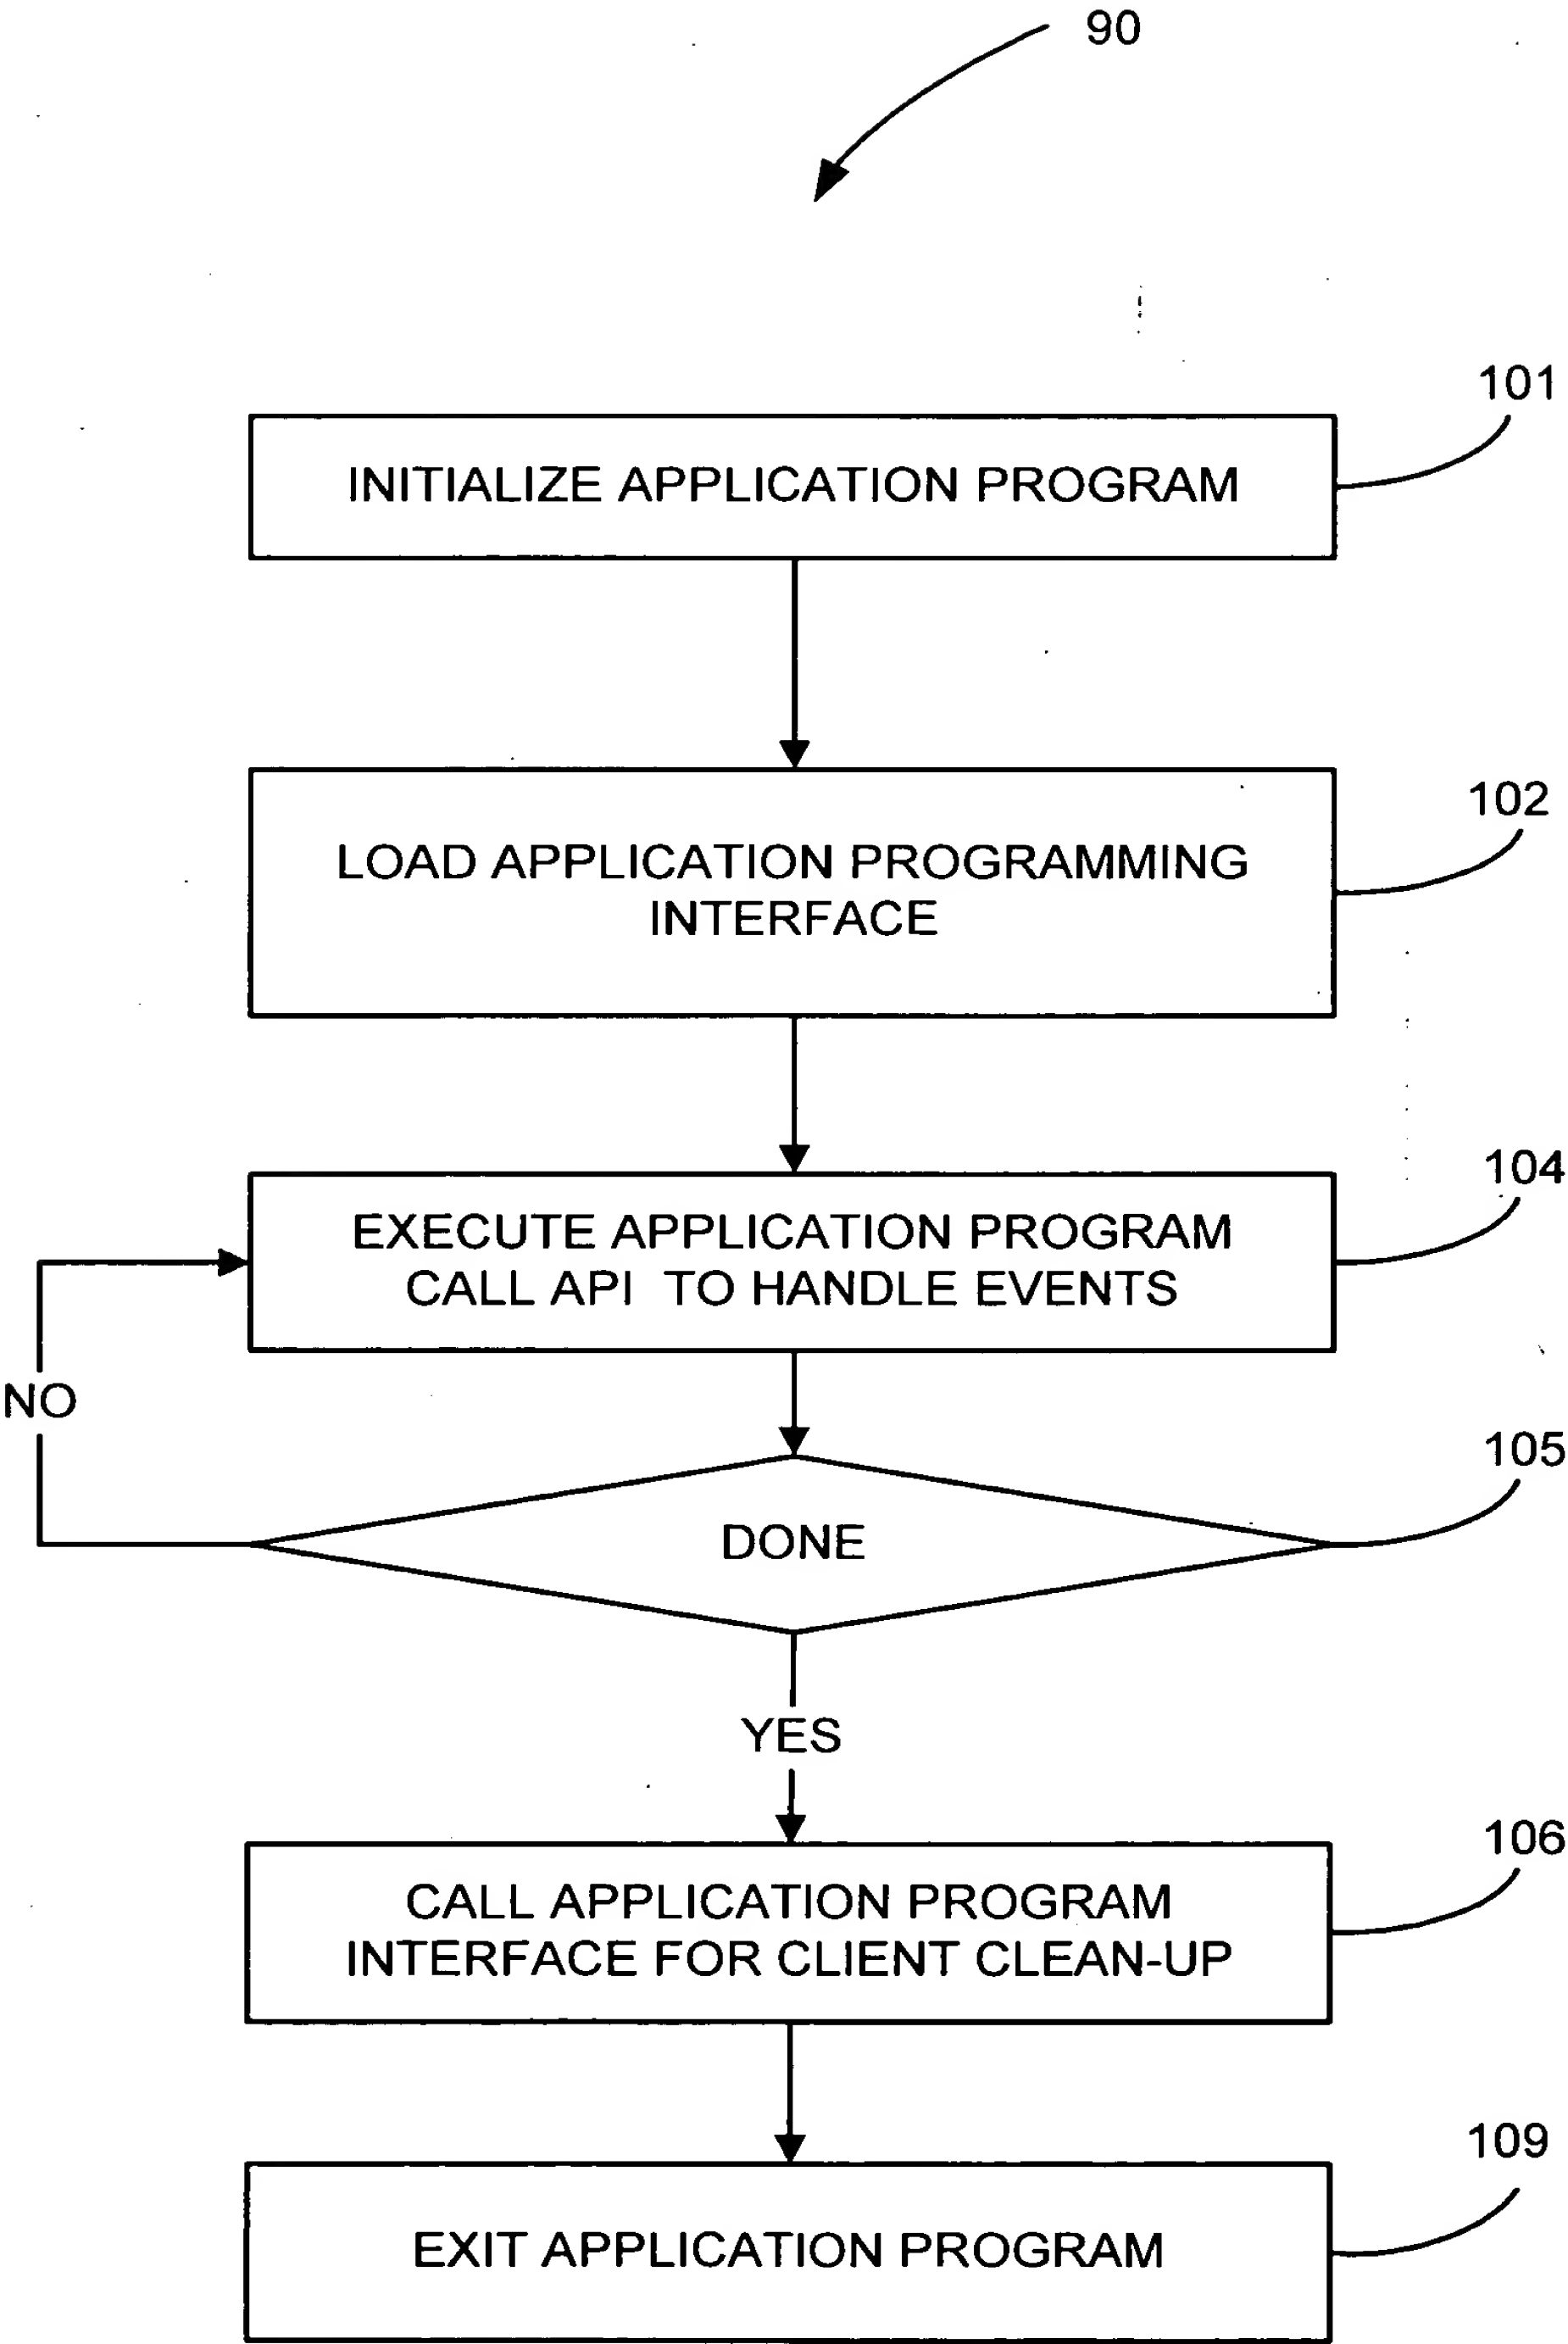 90
101
INITIALIZE APPLICATION PROGRAM
102
LOAD APPLICATION PROGRAMMING
INTERFACE
104
EXECUTE APPLICATION PROGRAM
CALL API TO HANDLE EVENTS
NO
105
DONE
YES
106
CALL APPLICATION PROGRAM
INTERFACE FOR CLIENT CLEAN-UP
109
EXIT APPLICATION PROGRAM